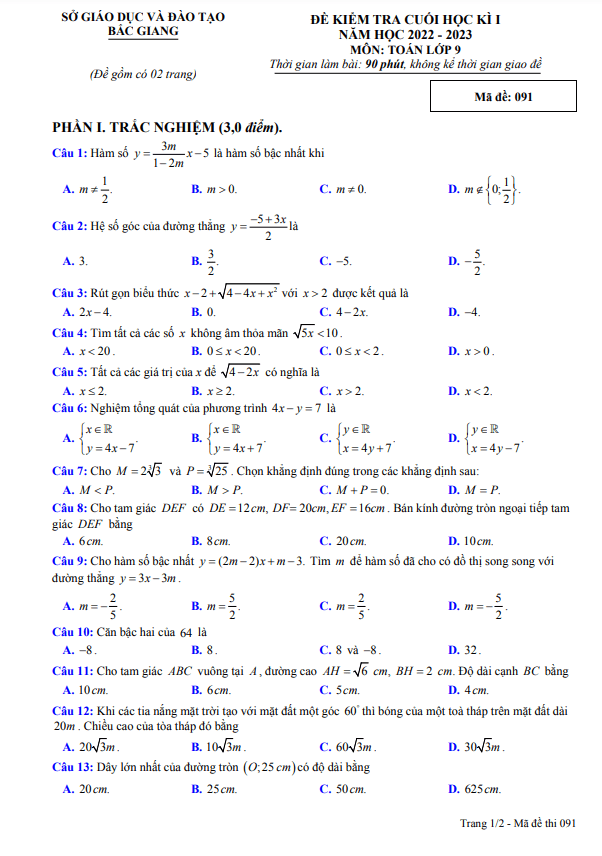 SỞ GIÁO DỤC VÀ ĐÀO TẠO
BẮC GIANG
(Đề gồm có 02 trang)
ĐỀ KIỂM TRA CUỐI HỌC KÌ I
NĂM HỌC 2022 - 2023
MÔN: TOÁN LỚP 9
Thời gian làm bài: 90 phút, không kể thời gian giao đề
Mã đề: 091
PHẦN I. TRẮC NGHIỆM (3,0 điểm).
Câu 1: Hàm số $y=\frac{3m}{1-2m}x-5$ là hàm số bậc nhất khi
A. $m\neq\frac{1}{2}$. B. $m>0$. C. $m\neq 0$. D. $m\notin\left\{0;\frac{1}{2}\right\}$.
Câu 2: Hệ số góc của đường thẳng $y=\frac{-5+3x}{2}$ là
A. 3. B. $\frac{3}{2}$. C. −5. D. $-\frac{5}{2}$.
Câu 3: Rút gọn biểu thức $x-2+\sqrt{4-4x+x^2}$ với $x>2$ được kết quả là
A. $2x-4$. B. 0. C. $4-2x$. D. −4.
Câu 4: Tìm tất cả các số $x$ không âm thỏa mãn $\sqrt{5x}<10$.
A. $x<20$. B. $0\le x<20$. C. $0\le x<2$. D. $x>0$.
Câu 5: Tất cả các giá trị của x để $\sqrt{4-2x}$ có nghĩa là
A. $x\le 2$. B. $x\ge 2$. C. $x>2$. D. $x<2$.
Câu 6: Nghiệm tổng quát của phương trình $4x-y=7$ là
A. $\begin{cases}x\in\mathbb{R}\\y=4x-7\end{cases}$. B. $\begin{cases}x\in\mathbb{R}\\y=4x+7\end{cases}$. C. $\begin{cases}y\in\mathbb{R}\\x=4y+7\end{cases}$. D. $\begin{cases}y\in\mathbb{R}\\x=4y-7\end{cases}$.
Câu 7: Cho $M=2\sqrt[3]{3}$ và $P=\sqrt[3]{25}$. Chọn khẳng định đúng trong các khẳng định sau:
A. $M<P$. B. $M>P$. C. $M+P=0$. D. $M=P$.
Câu 8: Cho tam giác DEF có DE = 12cm, DF = 20cm, EF = 16cm. Bán kính đường tròn ngoại tiếp tam
giác DEF bằng
A. 6cm. B. 8cm. C. 20cm. D. 10cm.
Câu 9: Cho hàm số bậc nhất $y=(2m-2)x+m-3$. Tìm m để hàm số đã cho có đồ thị song song với
đường thẳng $y=3x-3m$.
A. $m=-\frac{2}{5}$. B. $m=\frac{5}{2}$. C. $m=\frac{2}{5}$. D. $m=-\frac{5}{2}$.
Câu 10: Căn bậc hai của 64 là
A. −8. B. 8. C. 8 và −8. D. 32.
Câu 11: Cho tam giác ABC vuông tại A, đường cao $AH=\sqrt{6}$ cm, BH = 2 cm. Độ dài cạnh BC bằng
A. 10cm. B. 6cm. C. 5cm. D. 4cm.
Câu 12: Khi các tia nắng mặt trời tạo với mặt đất một góc 60° thì bóng của một toà tháp trên mặt đất dài
20m. Chiều cao của tòa tháp đó bằng
A. $20\sqrt{3}m$. B. $10\sqrt{3}m$. C. $60\sqrt{3}m$. D. $30\sqrt{3}m$.
Câu 13: Dây lớn nhất của đường tròn (O;25cm) có độ dài bằng
A. 20cm. B. 25cm. C. 50cm. D. 625cm.
Trang 1/2 - Mã đề thi 091